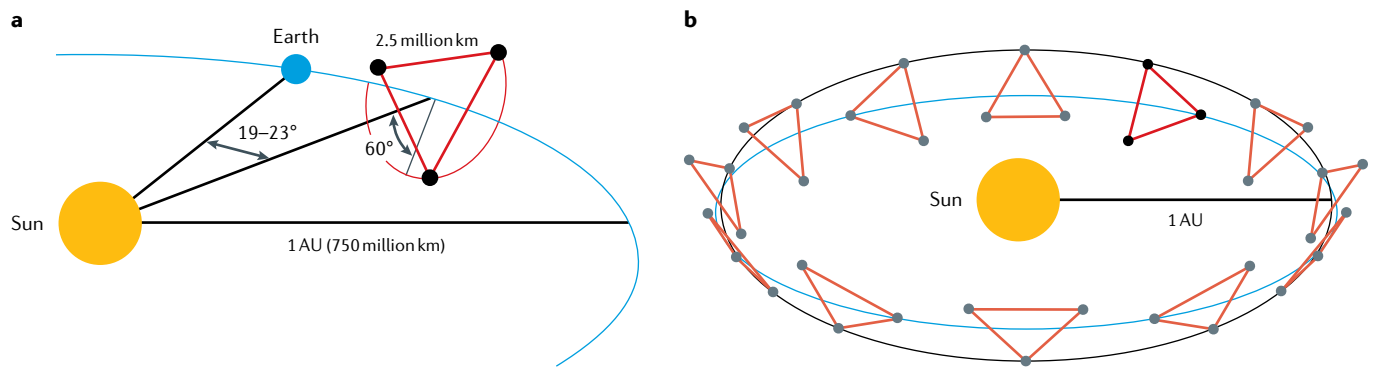 a
Earth
2.5 million km
19–23°
60°
Sun
1 AU (750 million km)
b
Sun
1 AU